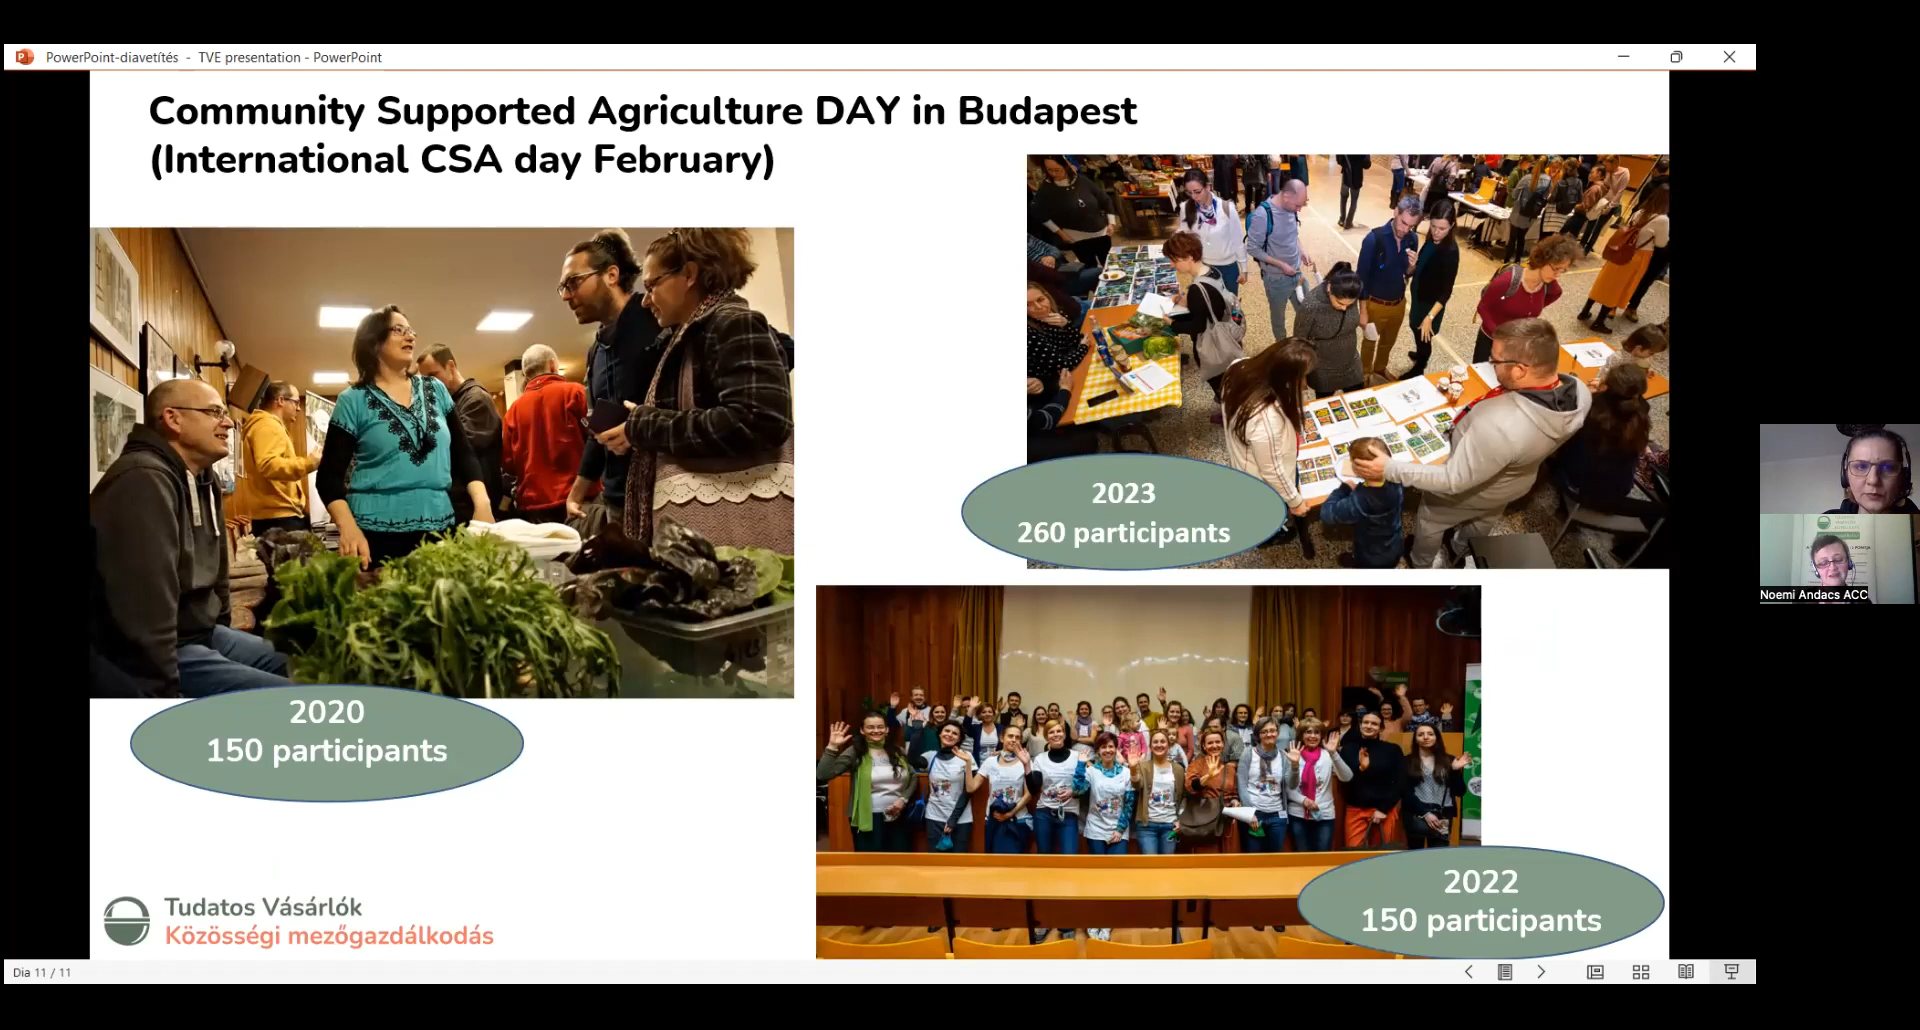 PowerPoint-diavetítés - TVE presentation - PowerPoint
Community Supported Agriculture DAY in Budapest
(International CSA day February)
2023
260 participants
2020
150 participants
2022
150 participants
Tudatos Vásárlók
Közösségi mezőgazdálkodás
Noemi Andacs ACC
Dia 11 / 11